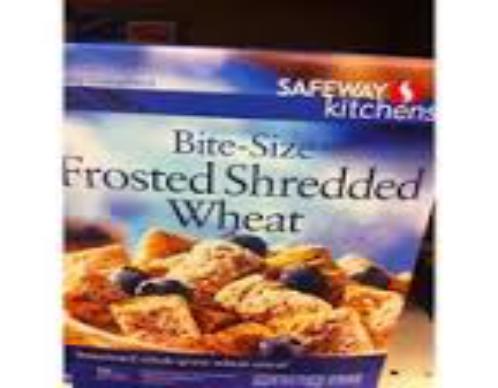 SAFEWAY
kitchens
Bite-Size
Frosted Shredded
Wheat